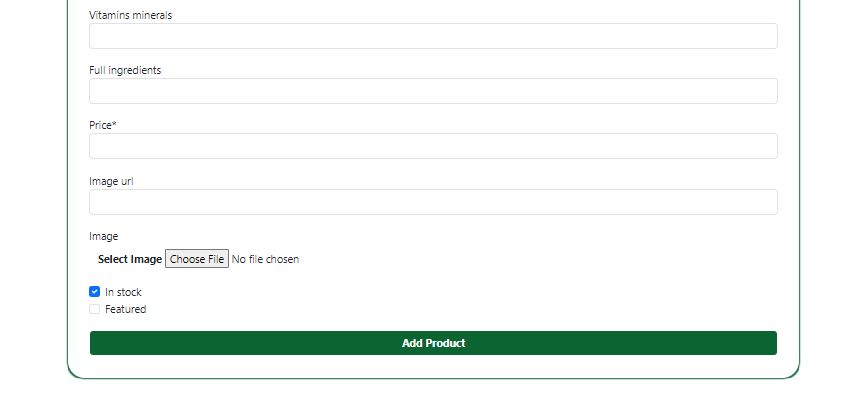 Vitamins minerals
Full ingredients
Price*
Image url
Image
Select Image Choose File No file chosen
In stock
Featured
Add Product